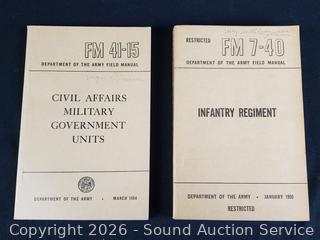 FM 41-15
DEPARTMENT OF THE ARMY FIELD MANUAL
CIVIL AFFAIRS
MILITARY
GOVERNMENT
UNITS
DEPARTMENT OF THE ARMY • MARCH 1954
RESTRICTED
FM 7-40
DEPARTMENT OF THE ARMY FIELD MANUAL
INFANTRY REGIMENT
DEPARTMENT OF THE ARMY • JANUARY 1950
RESTRICTED
Copyright 2026 - Sound Auction Service